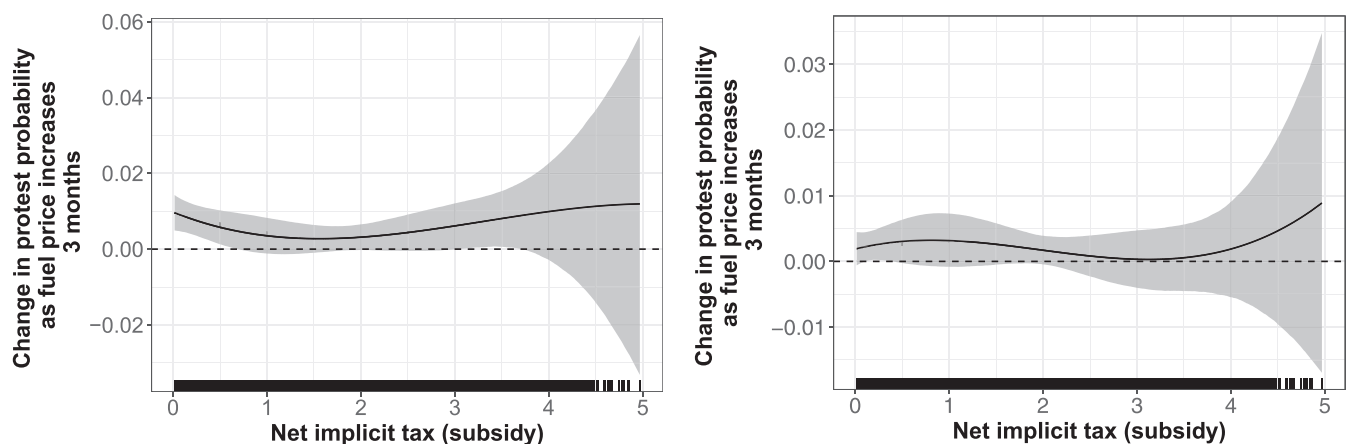 Change in protest probability
as fuel price increases
3 months
0.06
0.04
0.02
0.00
−0.02
0 1 2 3 4 5
Net implicit tax (subsidy)
Change in protest probability
as fuel price increases
3 months
0.03
0.02
0.01
0.00
−0.01
0 1 2 3 4 5
Net implicit tax (subsidy)